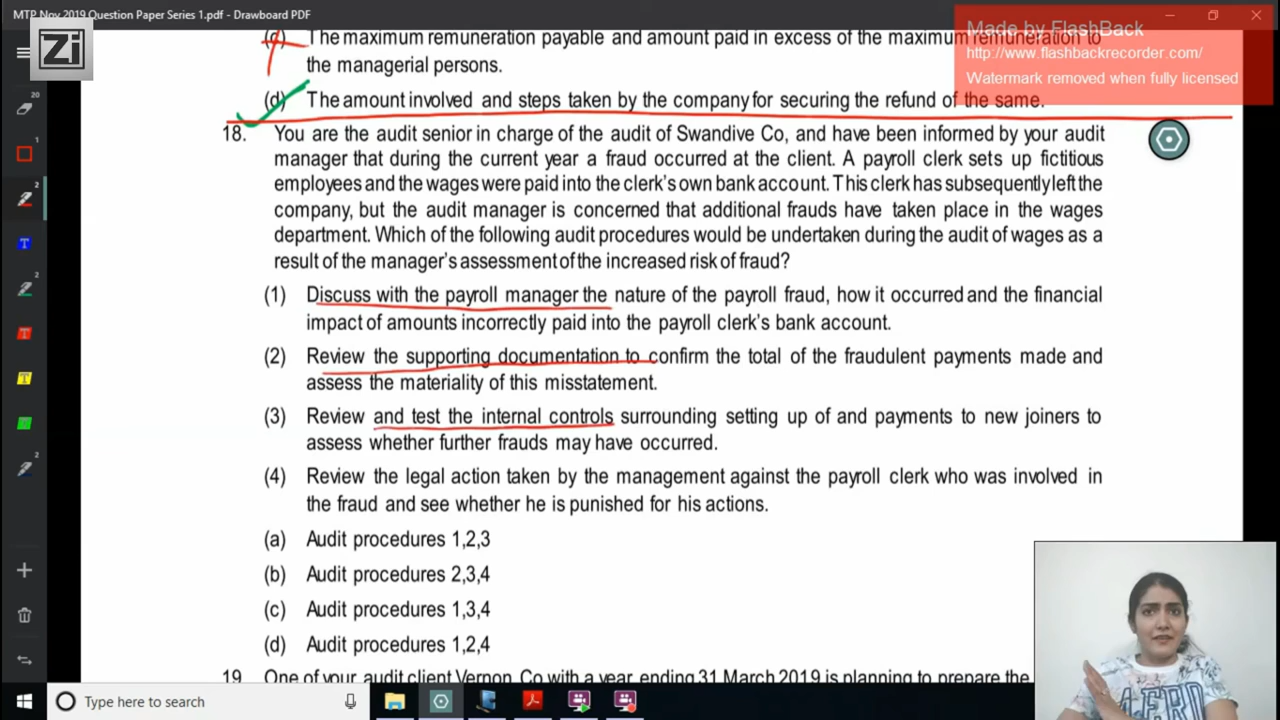 MTP Nov 2019 Question Paper Series 1.pdf - Drawboard PDF
Made by FlashBack
http://www.flashbackrecorder.com/
Watermark removed when fully licensed
Zi
The maximum remuneration payable and amount paid in excess of the maximum remuneration to
the managerial persons.
(d) The amount involved and steps taken by the company for securing the refund of the same.
18. You are the audit senior in charge of the audit of Swandive Co, and have been informed by your audit
manager that during the current year a fraud occurred at the client. A payroll clerk sets up fictitious
employees and the wages were paid into the clerk's own bank account. This clerk has subsequently left the
company, but the audit manager is concerned that additional frauds have taken place in the wages
department. Which of the following audit procedures would be undertaken during the audit of wages as a
result of the manager's assessment of the increased risk of fraud?
(1) Discuss with the payroll manager the nature of the payroll fraud, how it occurred and the financial
impact of amounts incorrectly paid into the payroll clerk's bank account.
(2) Review the supporting documentation to confirm the total of the fraudulent payments made and
assess the materiality of this misstatement.
(3) Review and test the internal controls surrounding setting up of and payments to new joiners to
assess whether further frauds may have occurred.
(4) Review the legal action taken by the management against the payroll clerk who was involved in
the fraud and see whether he is punished for his actions.
(a) Audit procedures 1,2,3
(b) Audit procedures 2,3,4
(c) Audit procedures 1,3,4
(d) Audit procedures 1,2,4
19. One of your audit client Vernon Co with a year ending 31 March 2019 is planning to prepare the
Type here to search